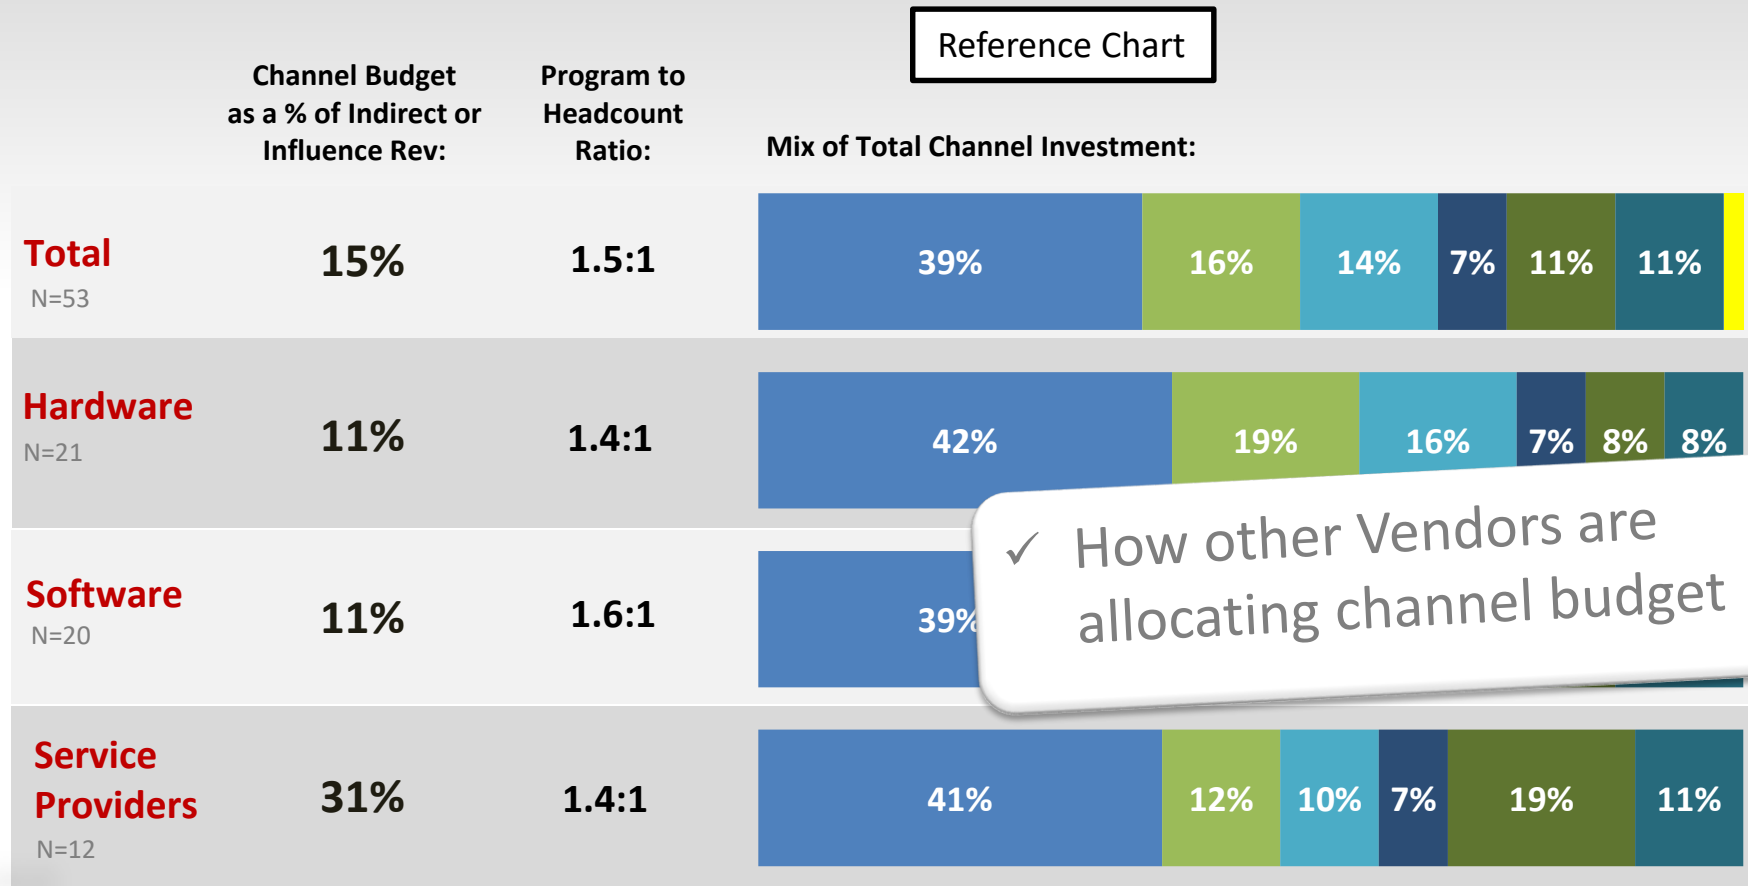 Reference Chart
Channel Budget
as a % of Indirect or
Influence Rev:
Program to
Headcount
Ratio:
Mix of Total Channel Investment:
Total
N=53
15%
1.5:1
39%
16%
14%
7%
11%
11%
Hardware
N=21
11%
1.4:1
42%
19%
16%
7%
8%
8%
Software
N=20
11%
1.6:1
39%
✓ How other Vendors are
allocating channel budget
Service
Providers
N=12
31%
1.4:1
41%
12%
10%
7%
19%
11%